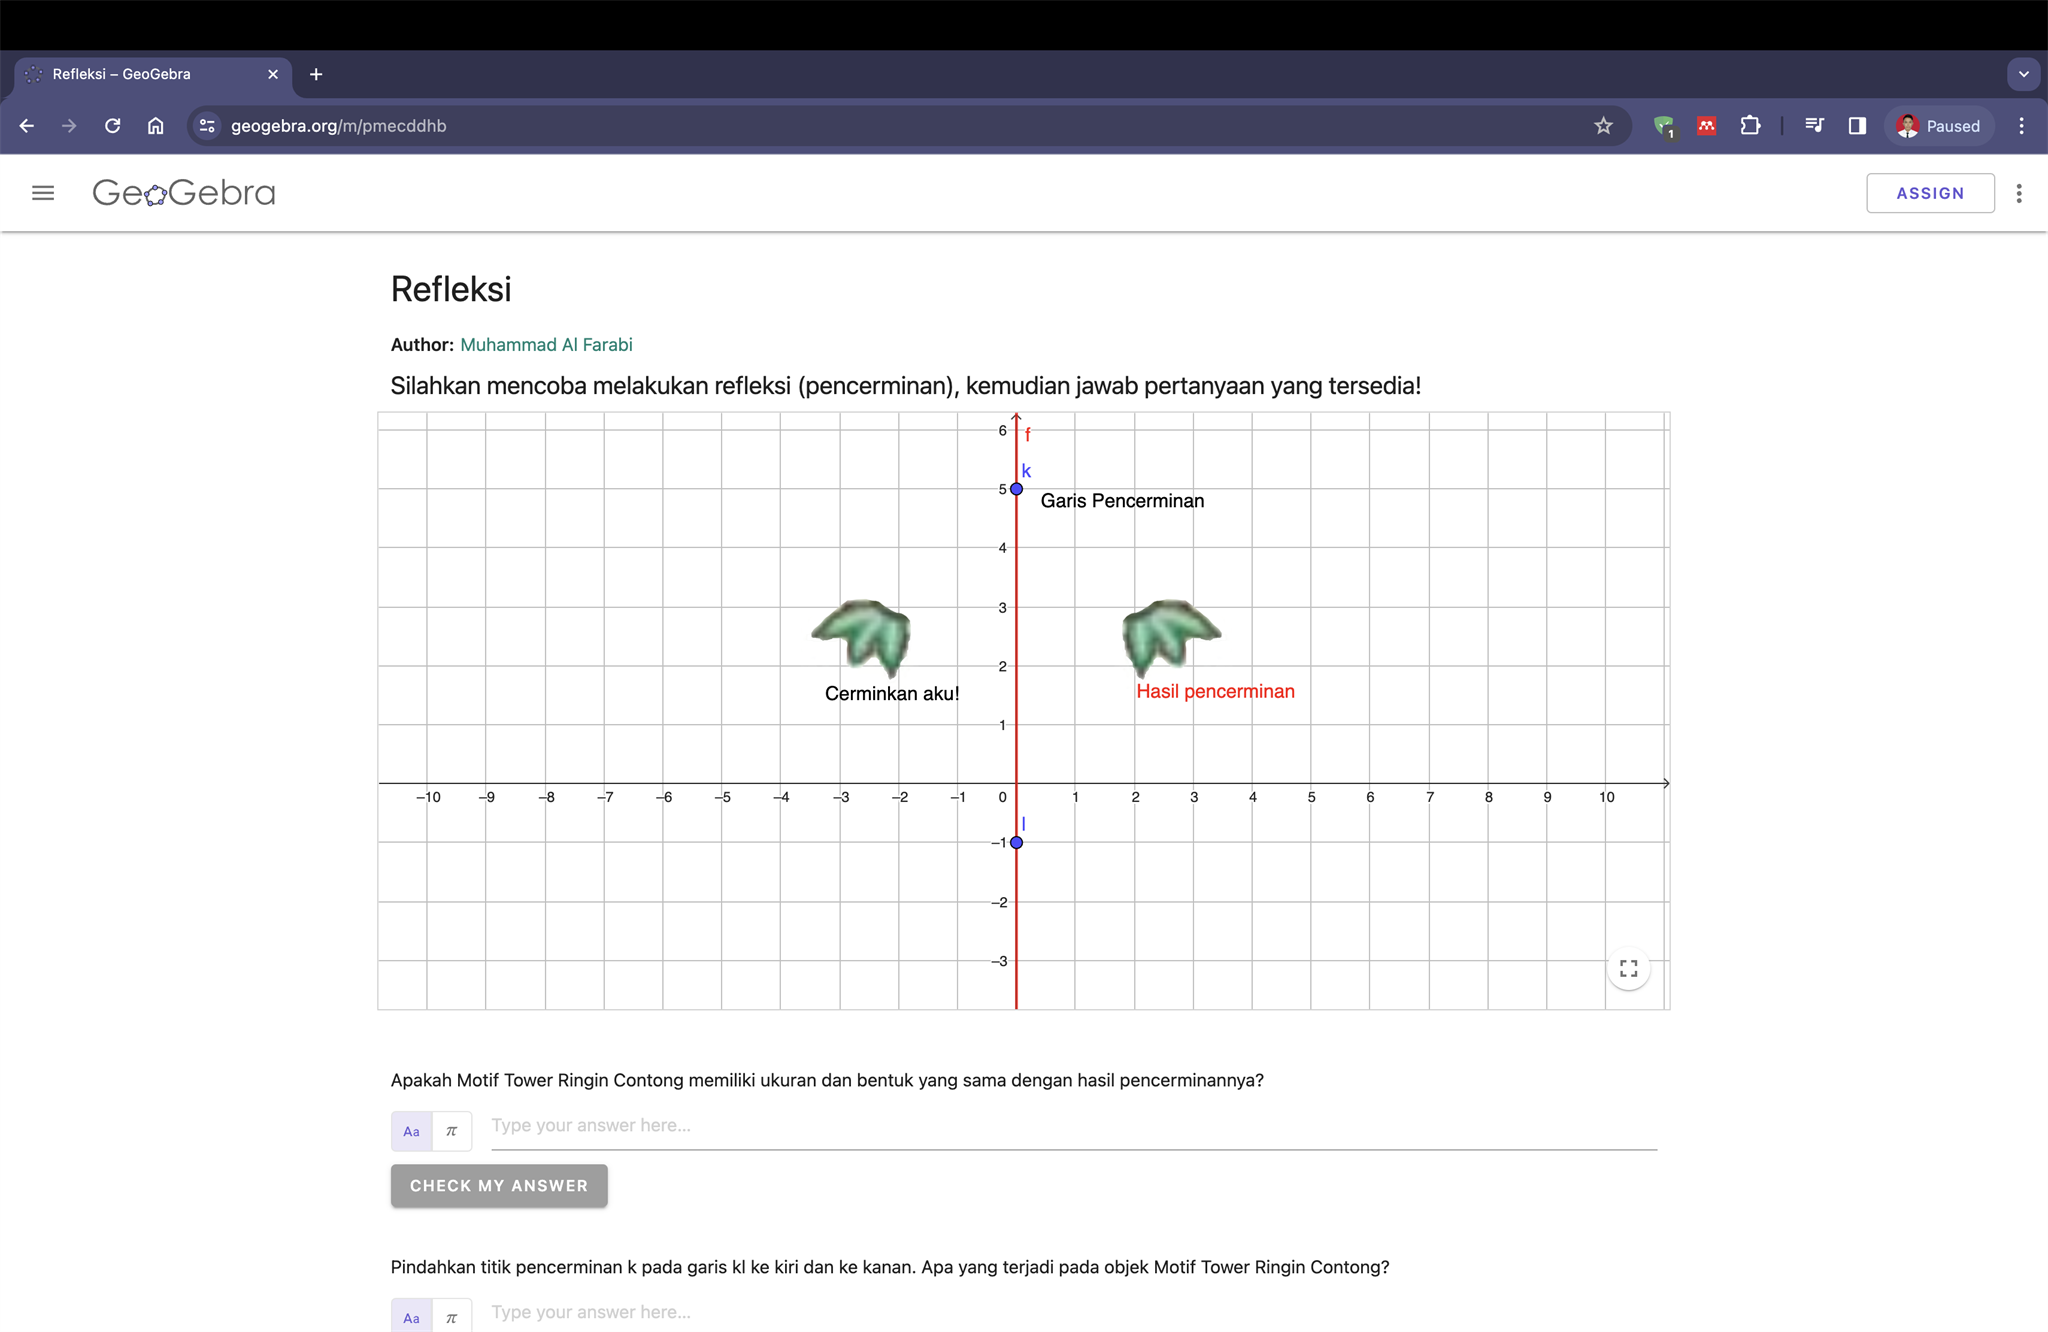 Refleksi – GeoGebra
geogebra.org/m/pmecddhb
1
Paused
GeoGebra
ASSIGN
Refleksi
Author: Muhammad Al Farabi
Silahkan mencoba melakukan refleksi (pencerminan), kemudian jawab pertanyaan yang tersedia!
6
f
k
5
Garis Pencerminan
4
3
2
Cerminkan aku!
Hasil pencerminan
1
–10 –9 –8 –7 –6 –5 –4 –3 –2 –1 0 1 2 3 4 5 6 7 8 9 10
l
–1
–2
–3
Apakah Motif Tower Ringin Contong memiliki ukuran dan bentuk yang sama dengan hasil pencerminannya?
Aa π Type your answer here...
CHECK MY ANSWER
Pindahkan titik pencerminan k pada garis kl ke kiri dan ke kanan. Apa yang terjadi pada objek Motif Tower Ringin Contong?
Aa π Type your answer here...